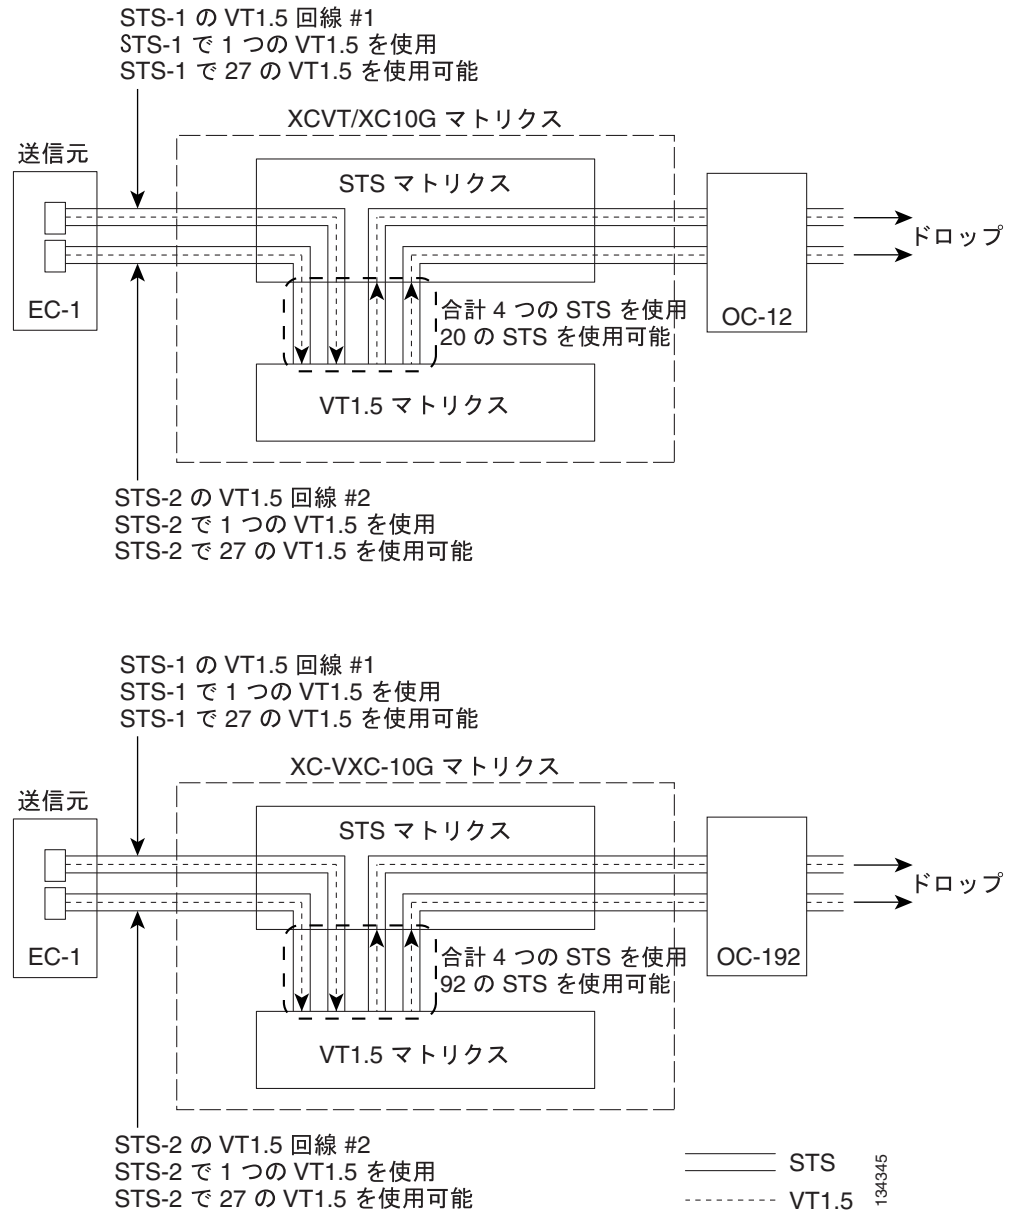 STS-1 の VT1.5 回線 #1
STS-1 で 1 つの VT1.5 を使用
STS-1 で 27 の VT1.5 を使用可能
XCVT/XC10G マトリクス
送信元
STS マトリクス
ドロップ
EC-1
合計 4 つの STS を使用
20 の STS を使用可能
OC-12
VT1.5 マトリクス
STS-2 の VT1.5 回線 #2
STS-2 で 1 つの VT1.5 を使用
STS-2 で 27 の VT1.5 を使用可能
STS-1 の VT1.5 回線 #1
STS-1 で 1 つの VT1.5 を使用
STS-1 で 27 の VT1.5 を使用可能
XC-VXC-10G マトリクス
送信元
STS マトリクス
ドロップ
EC-1
合計 4 つの STS を使用
92 の STS を使用可能
OC-192
VT1.5 マトリクス
STS-2 の VT1.5 回線 #2
STS-2 で 1 つの VT1.5 を使用
STS-2 で 27 の VT1.5 を使用可能
STS
VT1.5
134345